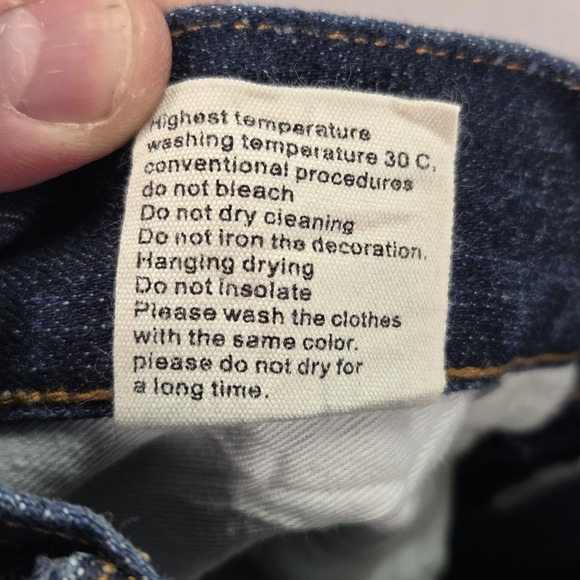 Highest temperature
washing temperature 30 C,
conventional procedures
do not bleach
Do not dry cleaning
Do not iron the decoration.
Hanging drying
Do not insolate
Please wash the clothes
with the same color.
please do not dry for
a long time.